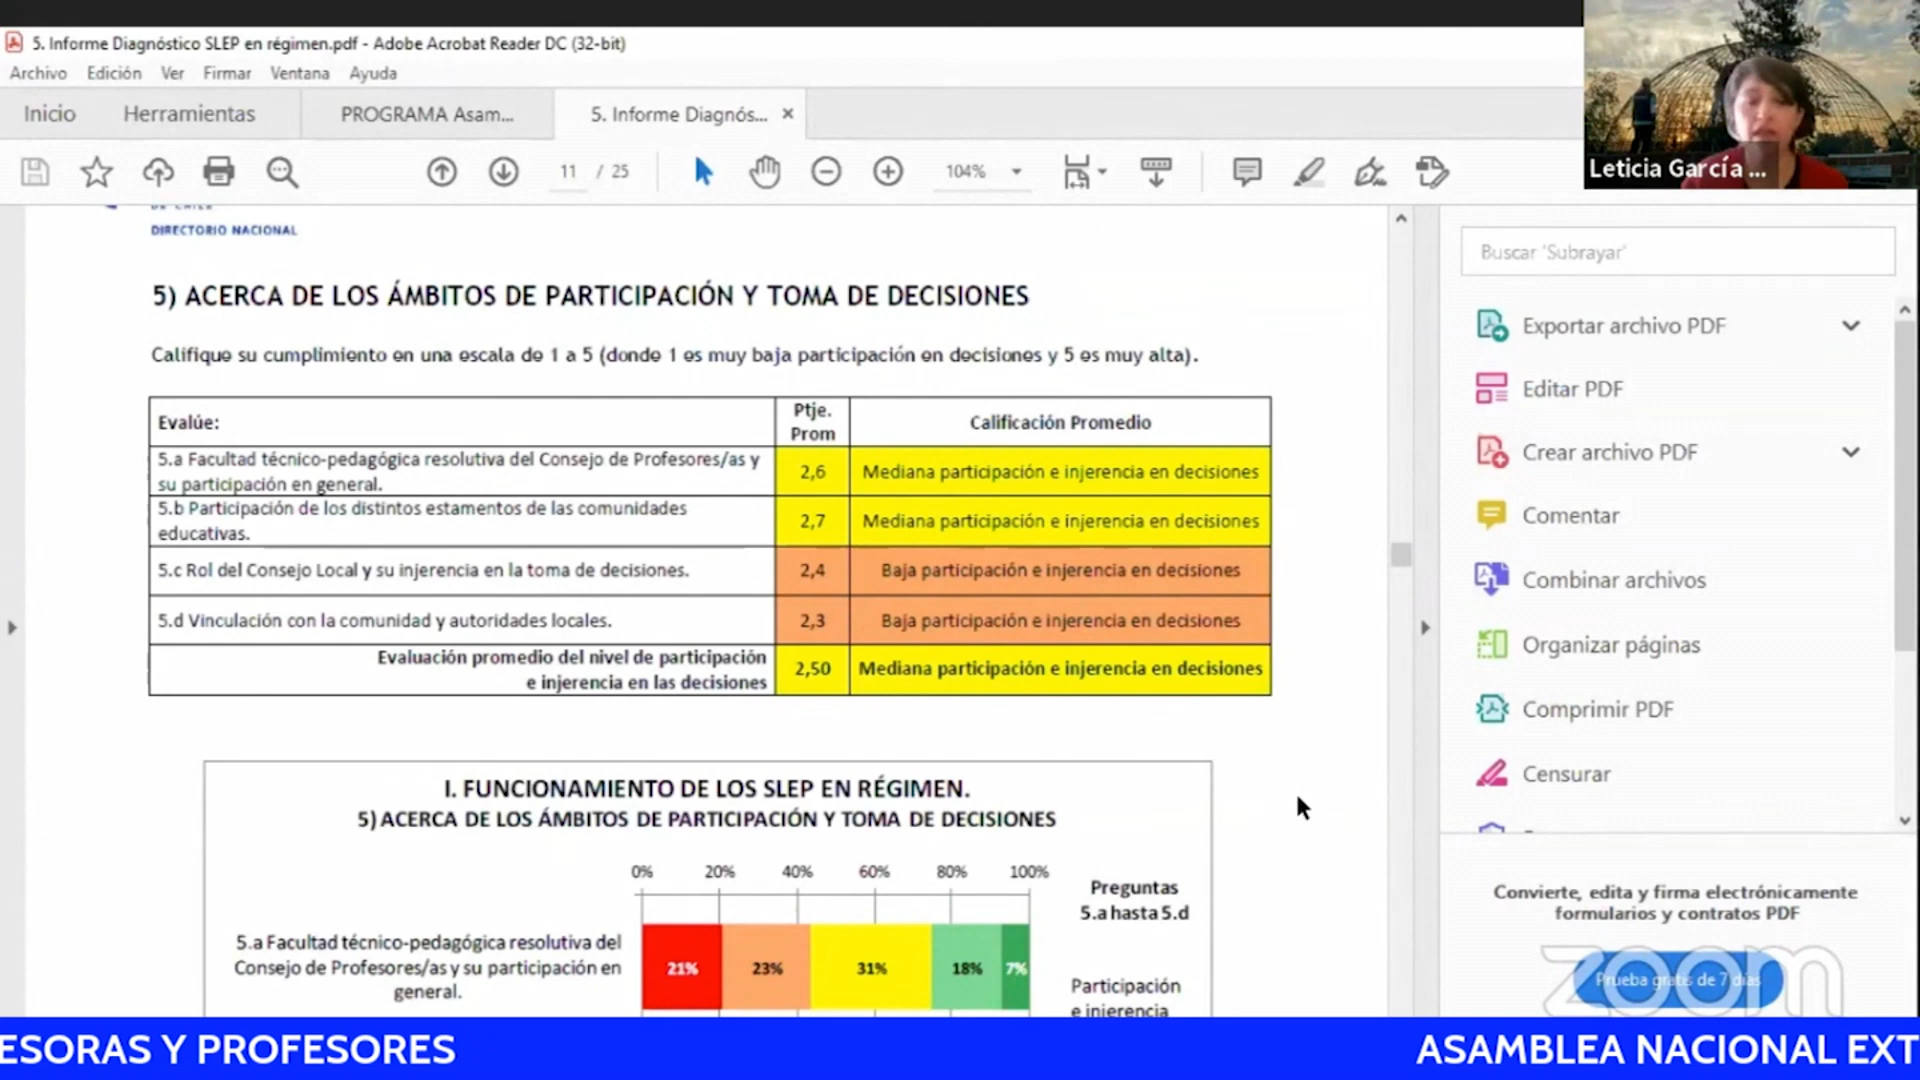 5. Informe Diagnóstico SLEP en régimen.pdf - Adobe Acrobat Reader DC (32-bit)
Archivo Edición Ver Firmar Ventana Ayuda
Inicio Herramientas PROGRAMA Asam... 5. Informe Diagnós... ×
11 / 25 104%
Leticia García ...
DE CHILE
DIRECTORIO NACIONAL
5) ACERCA DE LOS ÁMBITOS DE PARTICIPACIÓN Y TOMA DE DECISIONES
Califique su cumplimiento en una escala de 1 a 5 (donde 1 es muy baja participación en decisiones y 5 es muy alta).
Evalúe: Ptje. Prom Calificación Promedio
5.a Facultad técnico-pedagógica resolutiva del Consejo de Profesores/as y
su participación en general. 2,6 Mediana participación e injerencia en decisiones
5.b Participación de los distintos estamentos de las comunidades
educativas. 2,7 Mediana participación e injerencia en decisiones
5.c Rol del Consejo Local y su injerencia en la toma de decisiones. 2,4 Baja participación e injerencia en decisiones
5.d Vinculación con la comunidad y autoridades locales. 2,3 Baja participación e injerencia en decisiones
Evaluación promedio del nivel de participación
e injerencia en las decisiones 2,50 Mediana participación e injerencia en decisiones
I. FUNCIONAMIENTO DE LOS SLEP EN RÉGIMEN.
5) ACERCA DE LOS ÁMBITOS DE PARTICIPACIÓN Y TOMA DE DECISIONES
0% 20% 40% 60% 80% 100%
Preguntas
5.a hasta 5.d
5.a Facultad técnico-pedagógica resolutiva del
Consejo de Profesores/as y su participación en
general.
21% 23% 31% 18% 7%
Participación
e injerencia
Buscar 'Subrayar'
Exportar archivo PDF
Editar PDF
Crear archivo PDF
Comentar
Combinar archivos
Organizar páginas
Comprimir PDF
Censurar
Convierte, edita y firma electrónicamente
formularios y contratos PDF
Prueba gratis de 7 días
zoom
ESORAS Y PROFESORES ASAMBLEA NACIONAL EXT